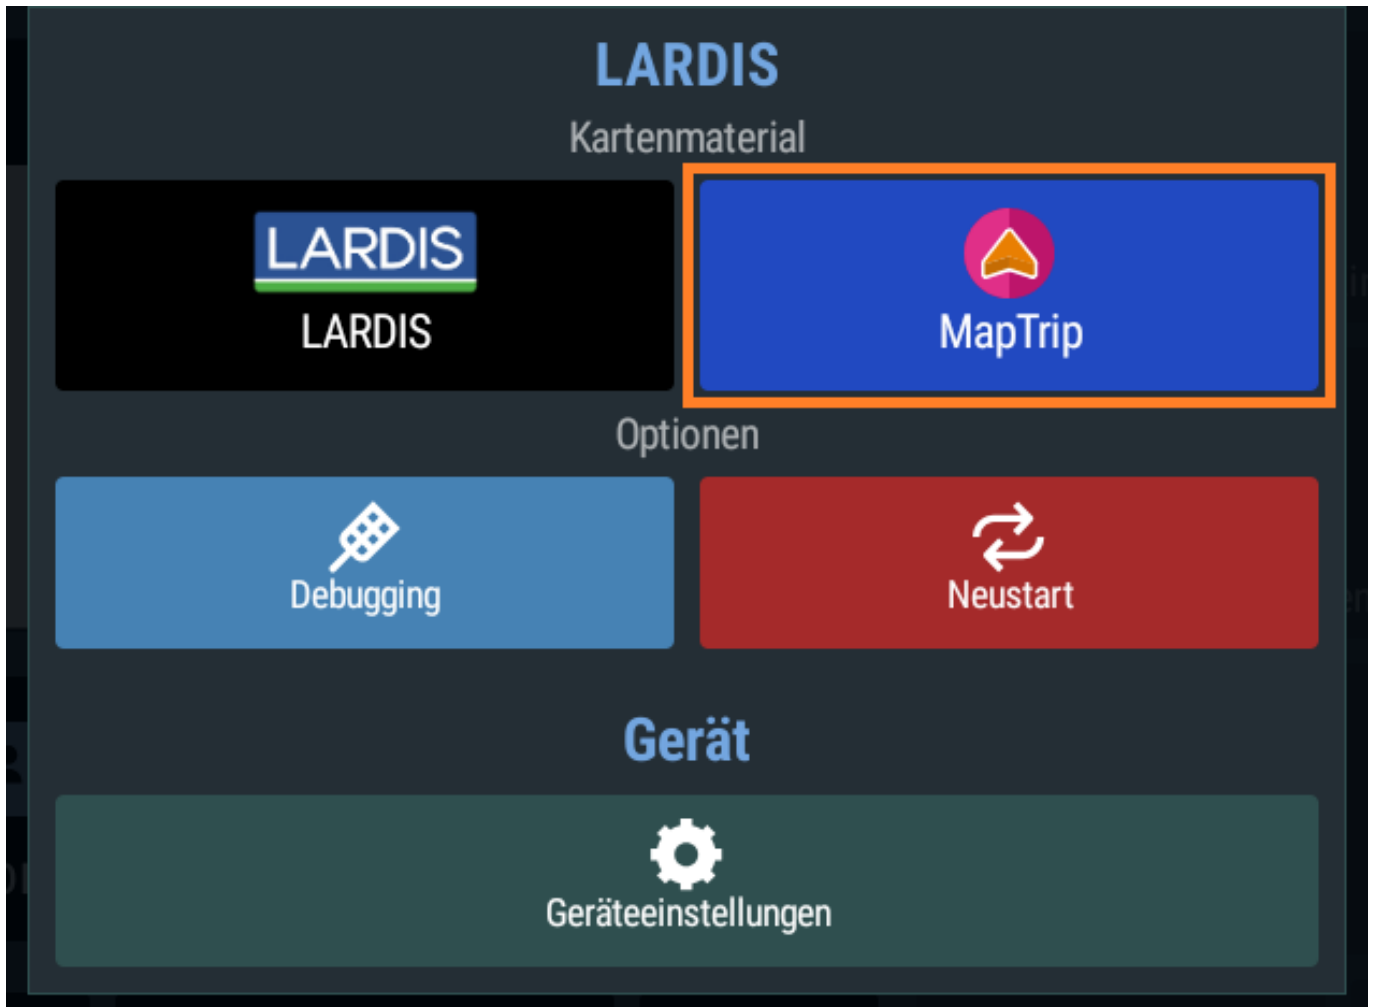 LARDIS
Kartenmaterial
LARDIS
LARDIS
MapTrip
Optionen
Debugging
Neustart
Gerät
Geräteeinstellungen